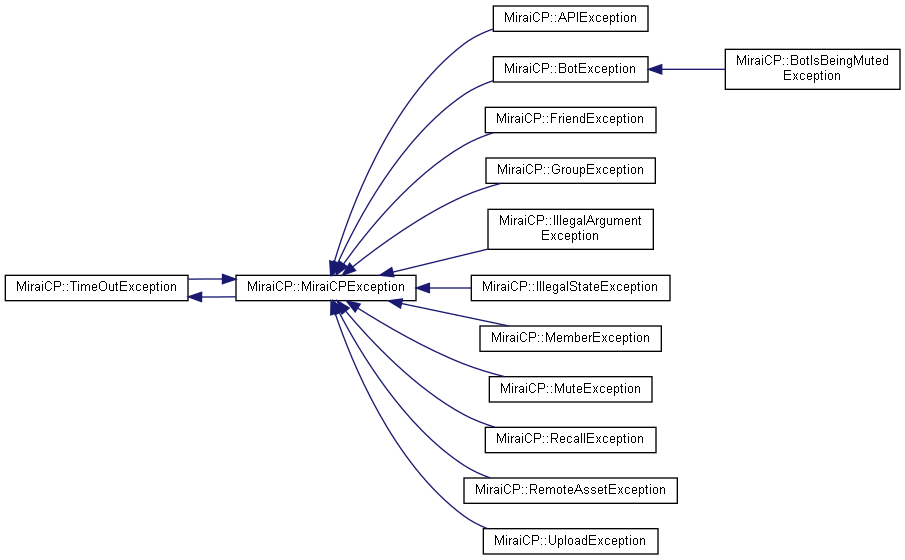 MiraiCP::APIException
MiraiCP::BotException
MiraiCP::BotIsBeingMuted
Exception
MiraiCP::FriendException
MiraiCP::GroupException
MiraiCP::IllegalArgument
Exception
MiraiCP::TimeOutException
MiraiCP::MiraiCPException
MiraiCP::IllegalStateException
MiraiCP::MemberException
MiraiCP::MuteException
MiraiCP::RecallException
MiraiCP::RemoteAssetException
MiraiCP::UploadException